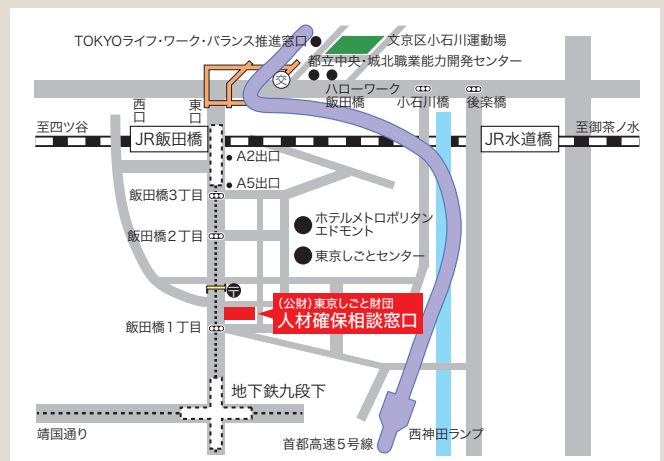 TOKYOライフ・ワーク・バランス推進窓口
文京区小石川運動場
都立中央・城北職業能力開発センター
交
ハローワーク
飯田橋
小石川橋
後楽橋
西口
東口
至四ツ谷
JR飯田橋
JR水道橋
至御茶ノ水
A2出口
A5出口
飯田橋3丁目
飯田橋2丁目
ホテルメトロポリタン
エドモント
東京しごとセンター
〒
(公財)東京しごと財団
人材確保相談窓口
飯田橋1丁目
地下鉄九段下
靖国通り
首都高速5号線
西神田ランプ